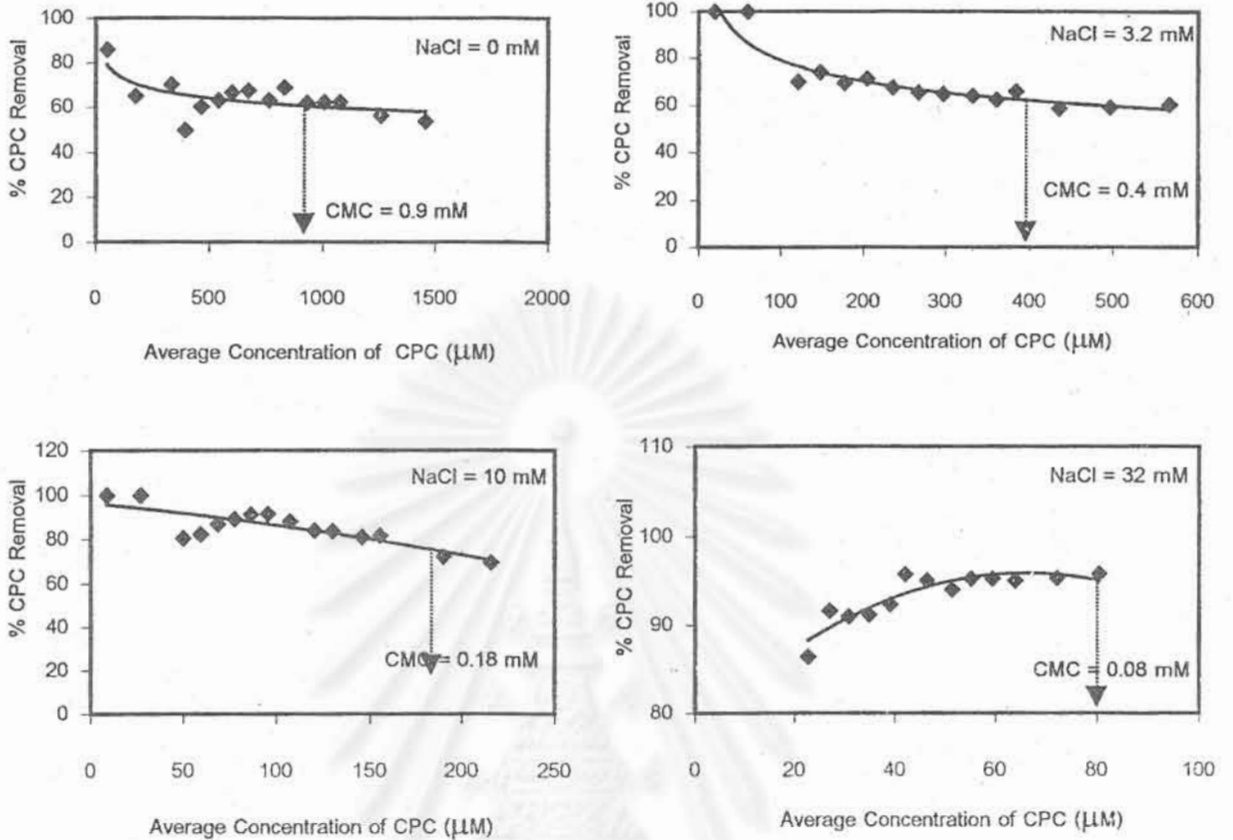 100
80
60
40
20
0
% CPC Removal
NaCl = 0 mM
CMC = 0.9 mM
0 500 1000 1500 2000
Average Concentration of CPC (µM)
100
80
60
40
20
0
% CPC Removal
NaCl = 3.2 mM
CMC = 0.4 mM
0 100 200 300 400 500 600
Average Concentration of CPC (µM)
120
100
80
60
40
20
0
% CPC Removal
NaCl = 10 mM
CMC = 0.18 mM
0 50 100 150 200 250
Average Concentration of CPC (µM)
110
100
90
80
% CPC Removal
NaCl = 32 mM
CMC = 0.08 mM
0 20 40 60 80 100
Average Concentration of CPC (µM)